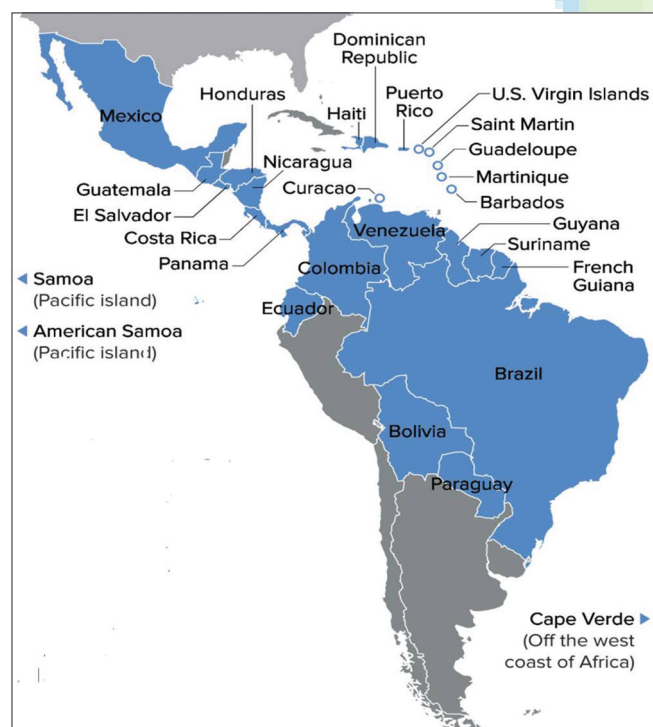 Dominican
Republic
Honduras
Haiti
Puerto
Rico
U.S. Virgin Islands
Saint Martin
Guadeloupe
Martinique
Barbados
Mexico
Nicaragua
Curacao
Guatemala
El Salvador
Costa Rica
Panama
Venezuela
Guyana
Suriname
French
Guiana
Colombia
Samoa
(Pacific island)
American Samoa
(Pacific island)
Ecuador
Brazil
Bolivia
Paraguay
Cape Verde
(Off the west
coast of Africa)